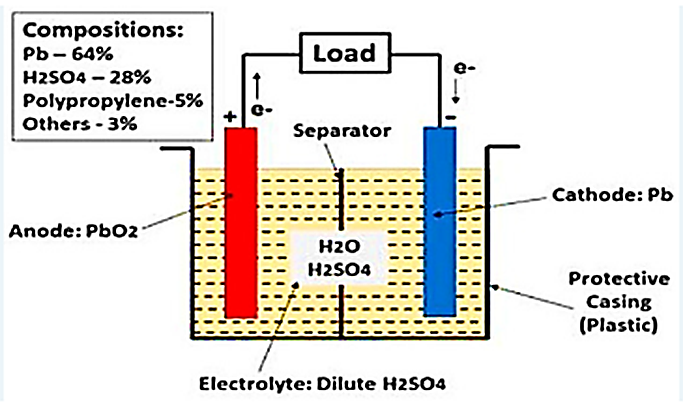 Compositions:
Pb – 64%
H2SO4 – 28%
Polypropylene-5%
Others - 3%
Load
e-
e-
+
-
Separator
Anode: PbO2
Cathode: Pb
H2O
H2SO4
Protective
Casing
(Plastic)
Electrolyte: Dilute H2SO4